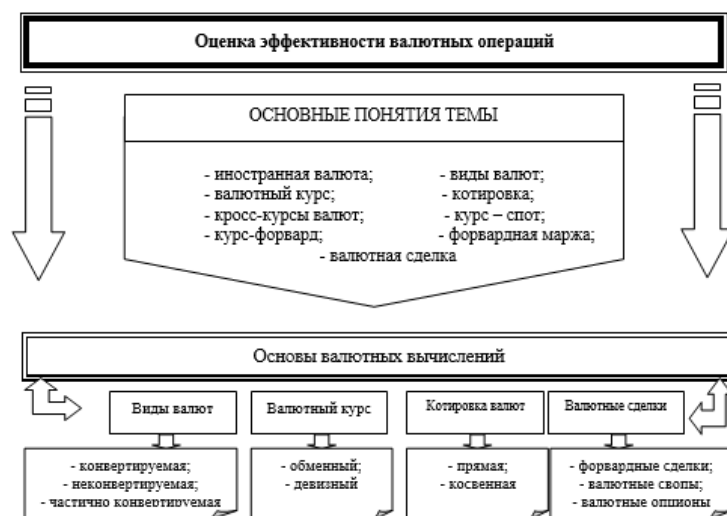 Оценка эффективности валютных операций
ОСНОВНЫЕ ПОНЯТИЯ ТЕМЫ
- иностранная валюта; - виды валют;
- валютный курс; - котировка;
- кросс-курсы валют; - курс – спот;
- курс-форвард; - форвардная маржа;
- валютная сделка
Основы валютных вычислений
Виды валют
Валютный курс
Котировка валют
Валютные сделки
- конвертируемая;
- неконвертируемая;
- частично конвертируемая
- обменный;
- девизный
- прямая;
- косвенная
- форвардные сделки;
- валютные свопы;
- валютные опционы